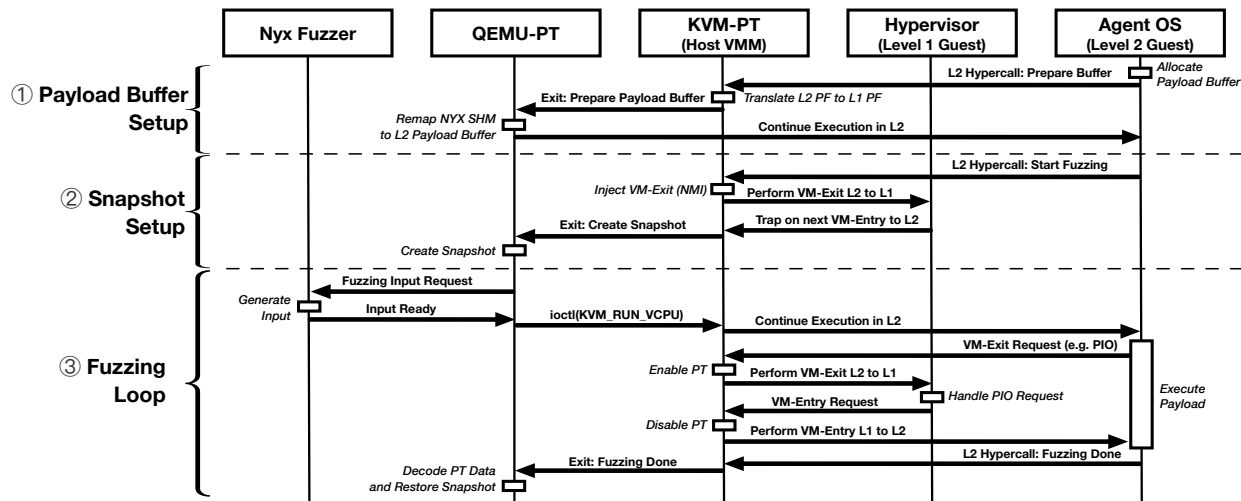 Nyx Fuzzer
QEMU-PT
KVM-PT
(Host VMM)
Hypervisor
(Level 1 Guest)
Agent OS
(Level 2 Guest)
① Payload Buffer
Setup
L2 Hypercall: Prepare Buffer
Allocate
Payload Buffer
Exit: Prepare Payload Buffer
Translate L2 PF to L1 PF
Remap NYX SHM
to L2 Payload Buffer
Continue Execution in L2
② Snapshot
Setup
L2 Hypercall: Start Fuzzing
Inject VM-Exit (NMI)
Perform VM-Exit L2 to L1
Trap on next VM-Entry to L2
Exit: Create Snapshot
Create Snapshot
③ Fuzzing
Loop
Fuzzing Input Request
Generate
Input
Input Ready
ioctl(KVM_RUN_VCPU)
Continue Execution in L2
VM-Exit Request (e.g. PIO)
Enable PT
Perform VM-Exit L2 to L1
Handle PIO Request
Execute
Payload
VM-Entry Request
Disable PT
Perform VM-Entry L1 to L2
L2 Hypercall: Fuzzing Done
Exit: Fuzzing Done
Decode PT Data
and Restore Snapshot